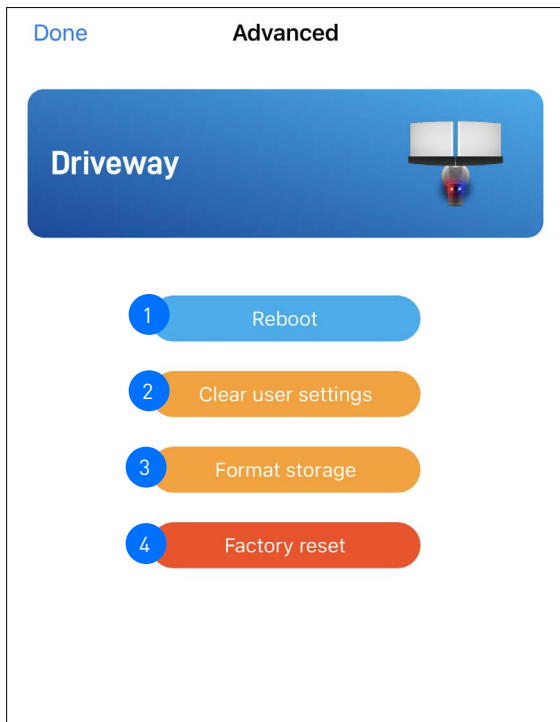 Done Advanced
Driveway
1 Reboot
2 Clear user settings
3 Format storage
4 Factory reset